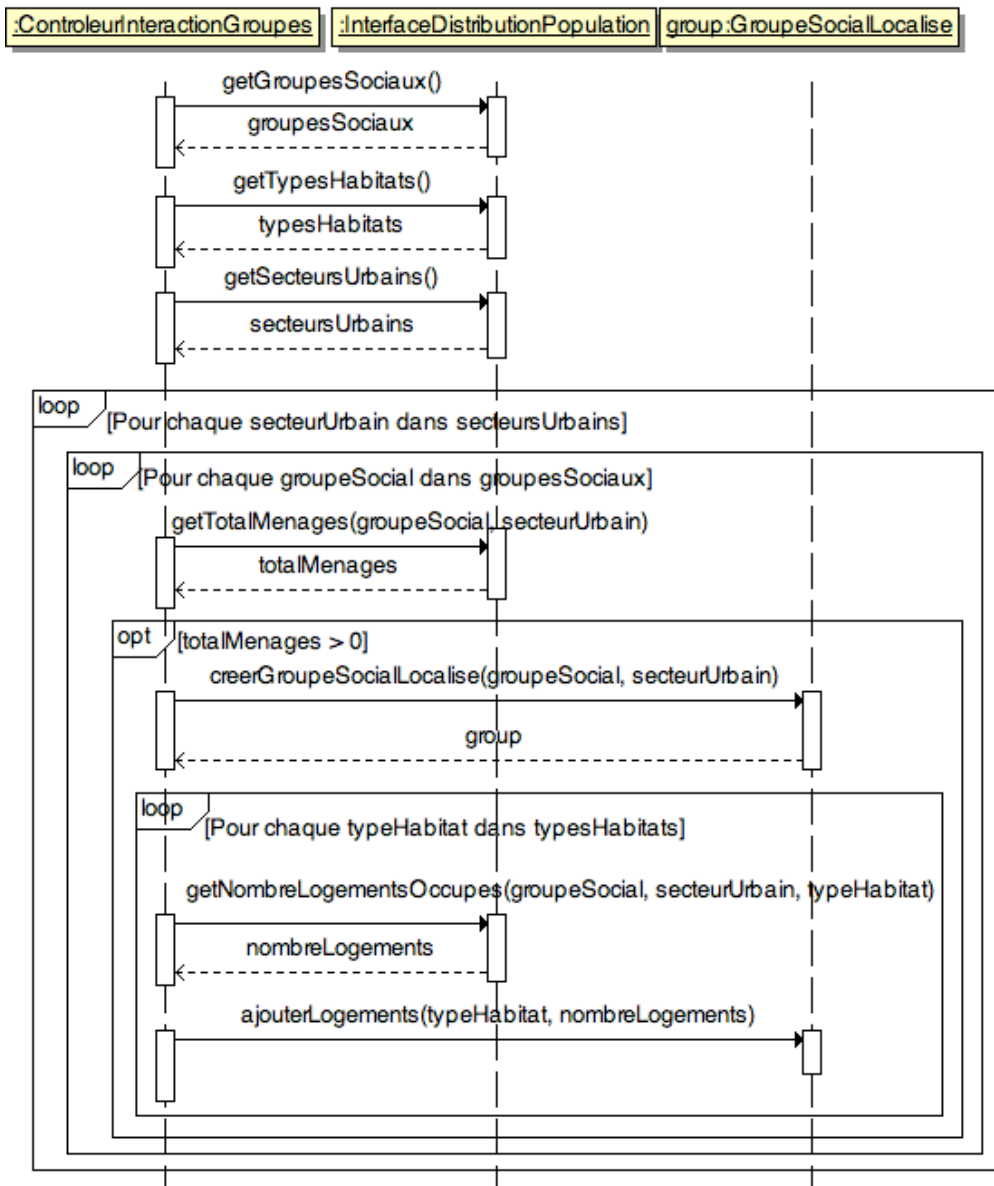 :ControleurInteractionGroupes
:InterfaceDistributionPopulation
group:GroupeSocialLocalise
getGroupesSociaux()
groupesSociaux
getTypesHabitats()
typesHabitats
getSecteursUrbains()
secteursUrbains
loop
[Pour chaque secteurUrbain dans secteursUrbains]
loop
[Pour chaque groupeSocial dans groupesSociaux]
getTotalMenages(groupeSocial, secteurUrbain)
totalMenages
opt
[totalMenages > 0]
creerGroupeSocialLocalise(groupeSocial, secteurUrbain)
group
loop
[Pour chaque typeHabitat dans typesHabitats]
getNombreLogementsOccupes(groupeSocial, secteurUrbain, typeHabitat)
nombreLogements
ajouterLogements(typeHabitat, nombreLogements)